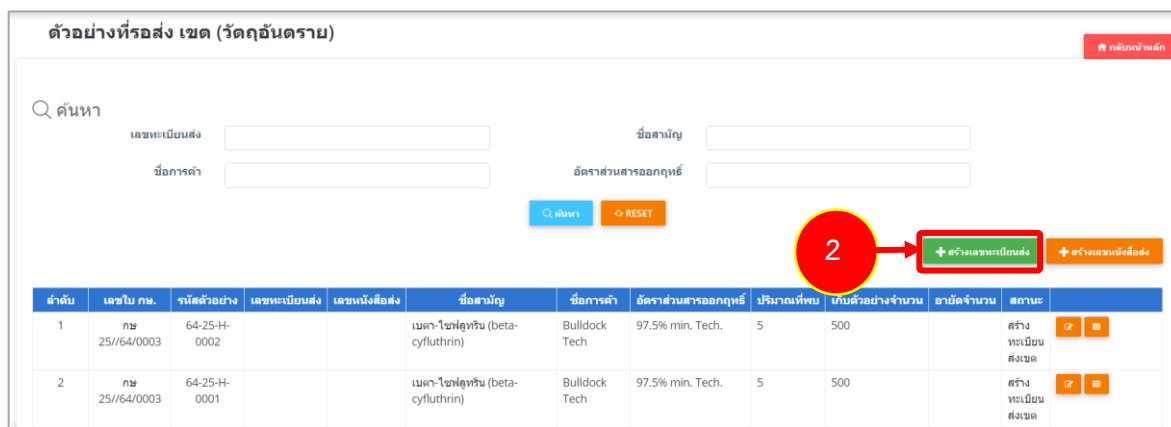 ตัวอย่างที่รอส่ง เขต (วัตถุอันตราย)
กลับหน้าหลัก
ค้นหา
เลขทะเบียนส่ง ชื่อสามัญ
ชื่อการค้า อัตราส่วนสารออกฤทธิ์
ค้นหา RESET
2 สร้างเลขทะเบียนส่ง สร้างเลขหนังสือส่ง
ลำดับ เลขใบ กษ. รหัสตัวอย่าง เลขทะเบียนส่ง เลขหนังสือส่ง ชื่อสามัญ ชื่อการค้า อัตราส่วนสารออกฤทธิ์ ปริมาณที่พบ เก็บตัวอย่างจำนวน อายัดจำนวน สถานะ
1 กษ 64-25-H- เบตา-ไซฟลูทริน (beta- Bulldock 97.5% min. Tech. 5 500 สร้าง
25//64/0003 0002 cyfluthrin) Tech ทะเบียน
ส่งเขต
2 กษ 64-25-H- เบตา-ไซฟลูทริน (beta- Bulldock 97.5% min. Tech. 5 500 สร้าง
25//64/0003 0001 cyfluthrin) Tech ทะเบียน
ส่งเขต